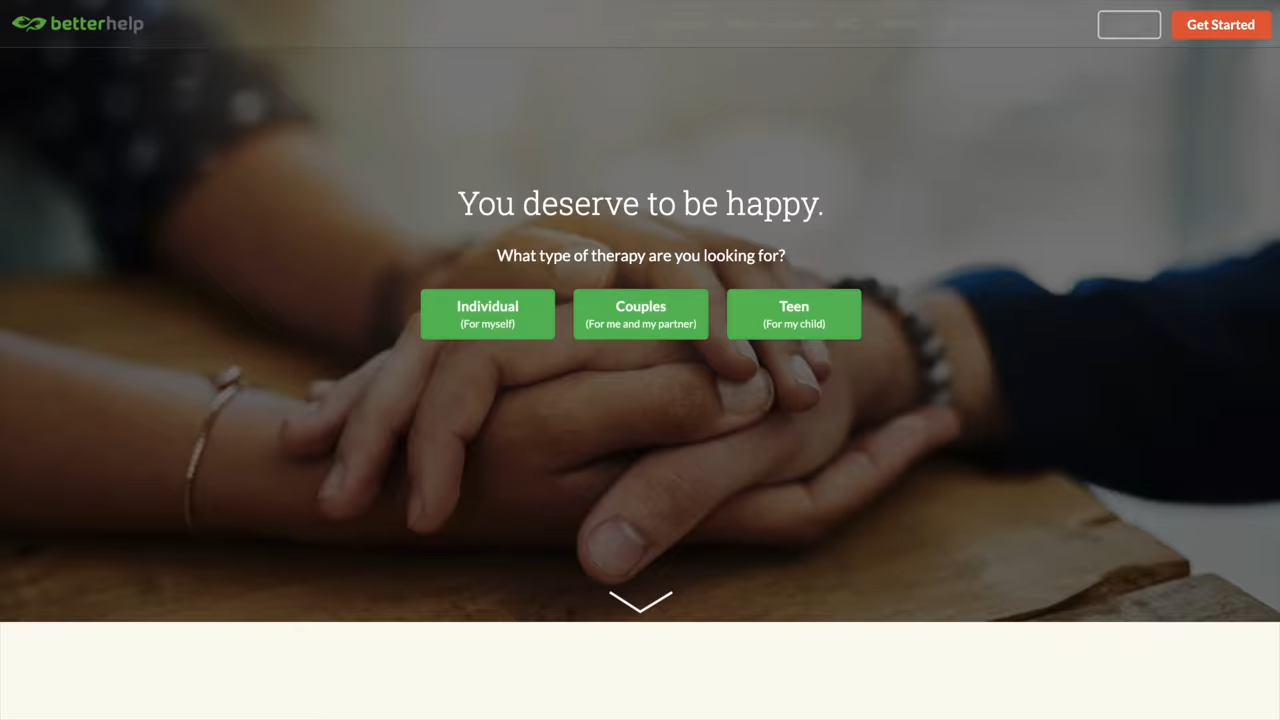 betterhelp
Get Started
You deserve to be happy.
What type of therapy are you looking for?
Individual
(For myself)
Couples
(For me and my partner)
Teen
(For my child)